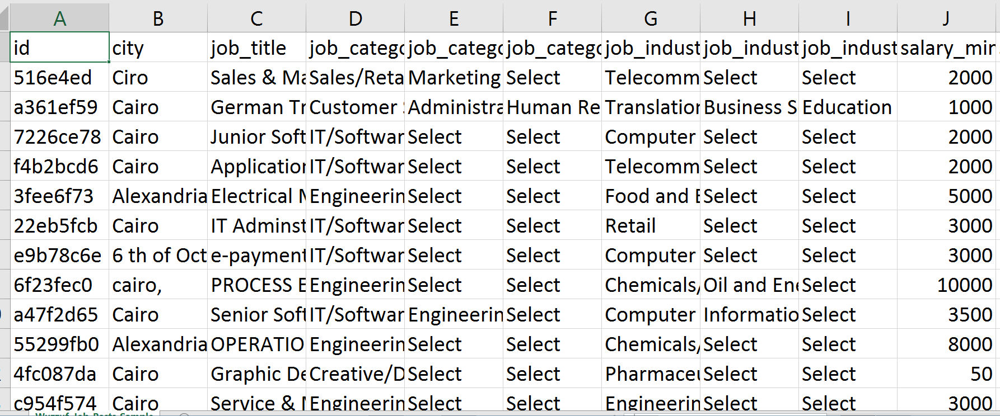 A B C D E F G H I J
id city job_title job_catego job_catego job_catego job_indust job_indust job_indust salary_min
516e4ed Ciro Sales & Ma Sales/Reta Marketing Select Telecomm Select Select 2000
a361ef59 Cairo German Tr Customer Administra Human Re Translation Business S Education 1000
7226ce78 Cairo Junior Soft IT/Softwar Select Select Computer Select Select 2000
f4b2bcd6 Cairo Application IT/Softwar Select Select Telecomm Select Select 2000
3fee6f73 Alexandria Electrical M Engineerin Select Select Food and B Select Select 5000
22eb5fcb Cairo IT Adminst IT/Softwar Select Select Retail Select Select 3000
e9b78c6e 6 th of Oct e-payment IT/Softwar Select Select Computer Select Select 3000
6f23fec0 cairo, PROCESS E Engineerin Select Select Chemicals/ Oil and Ene Select 10000
a47f2d65 Cairo Senior Soft IT/Softwar Engineerin Select Computer Informatio Select 3500
55299fb0 Alexandria OPERATIO Engineerin Select Select Chemicals/ Select Select 8000
4fc087da Cairo Graphic De Creative/D Select Select Pharmaceu Select Select 50
c954f574 Cairo Service & M Engineerin Select Select Engineerin Select Select 3000